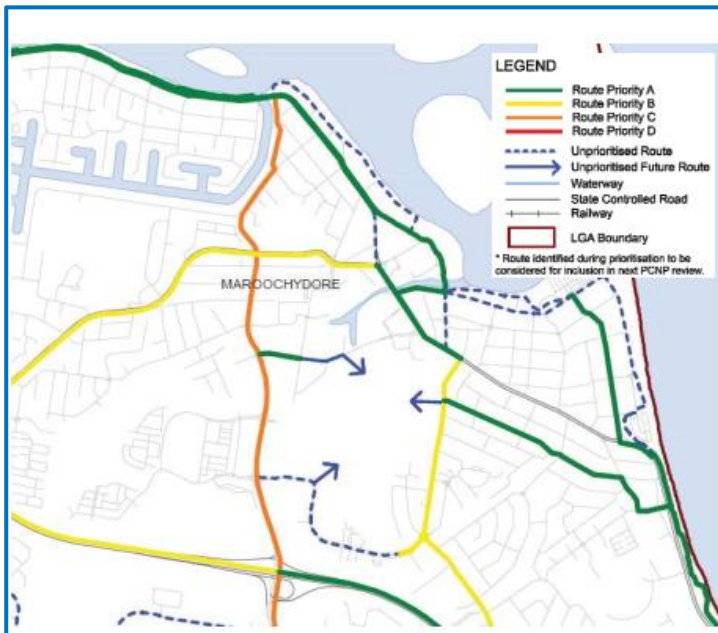 LEGEND
Route Priority A
Route Priority B
Route Priority C
Route Priority D
Unprioritised Route
Unprioritised Future Route
Waterway
State Controlled Road
Railway
LGA Boundary
* Route identified during prioritisation to be
considered for inclusion in next PCNP review.
MAROOCHYDORE